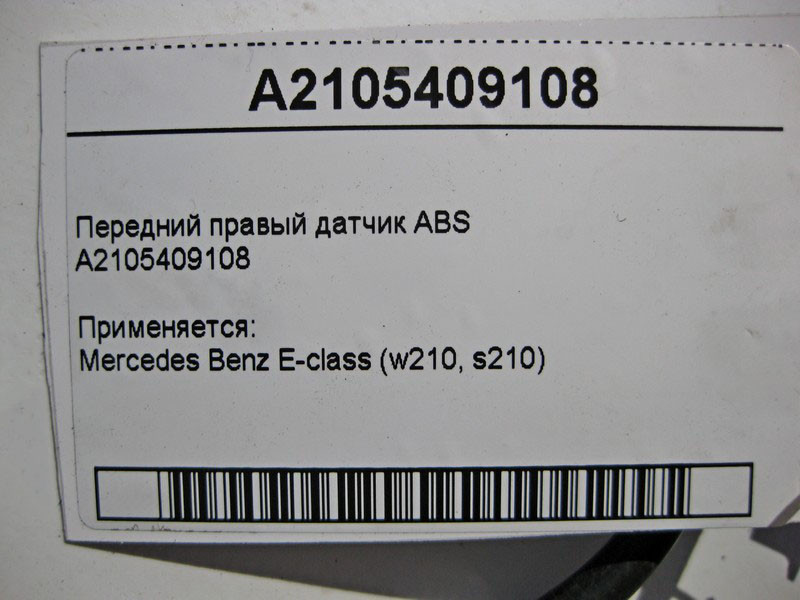 A2105409108
Передний правый датчик ABS
A2105409108
Применяется:
Mercedes Benz E-class (w210, s210)